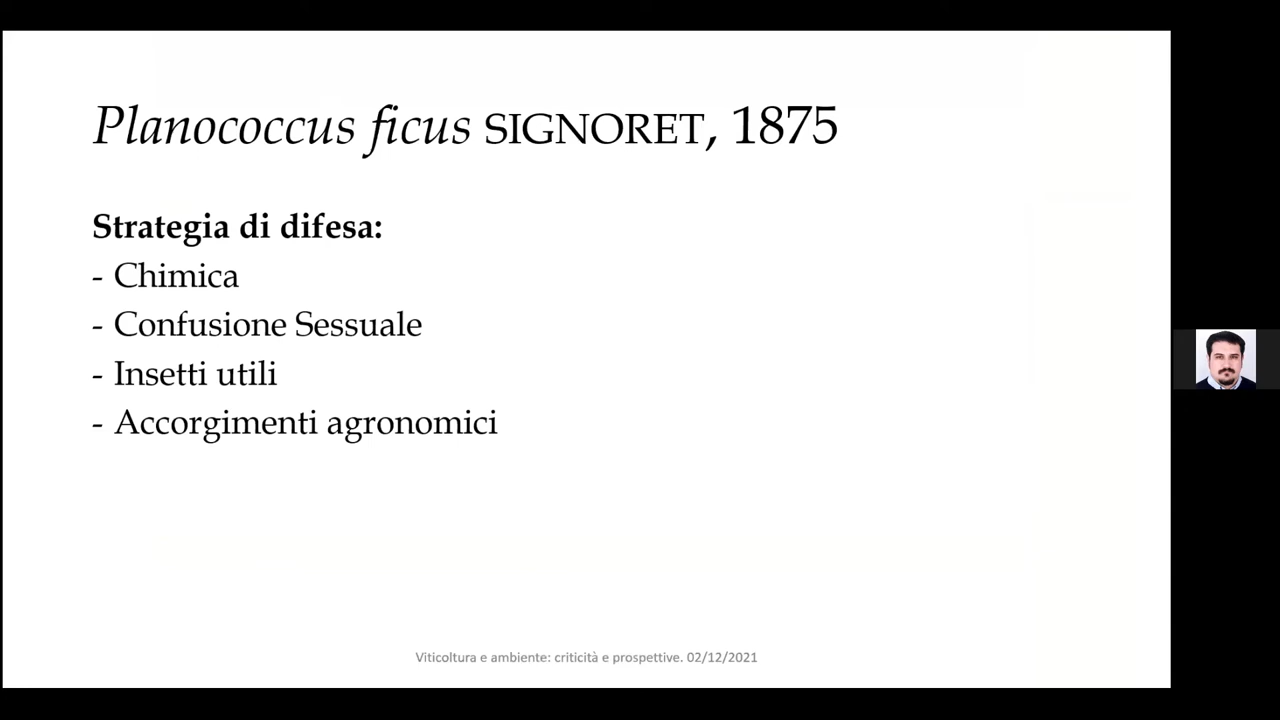 Planococcus ficus SIGNORET, 1875
Strategia di difesa:
- Chimica
- Confusione Sessuale
- Insetti utili
- Accorgimenti agronomici
Viticoltura e ambiente: criticità e prospettive. 02/12/2021